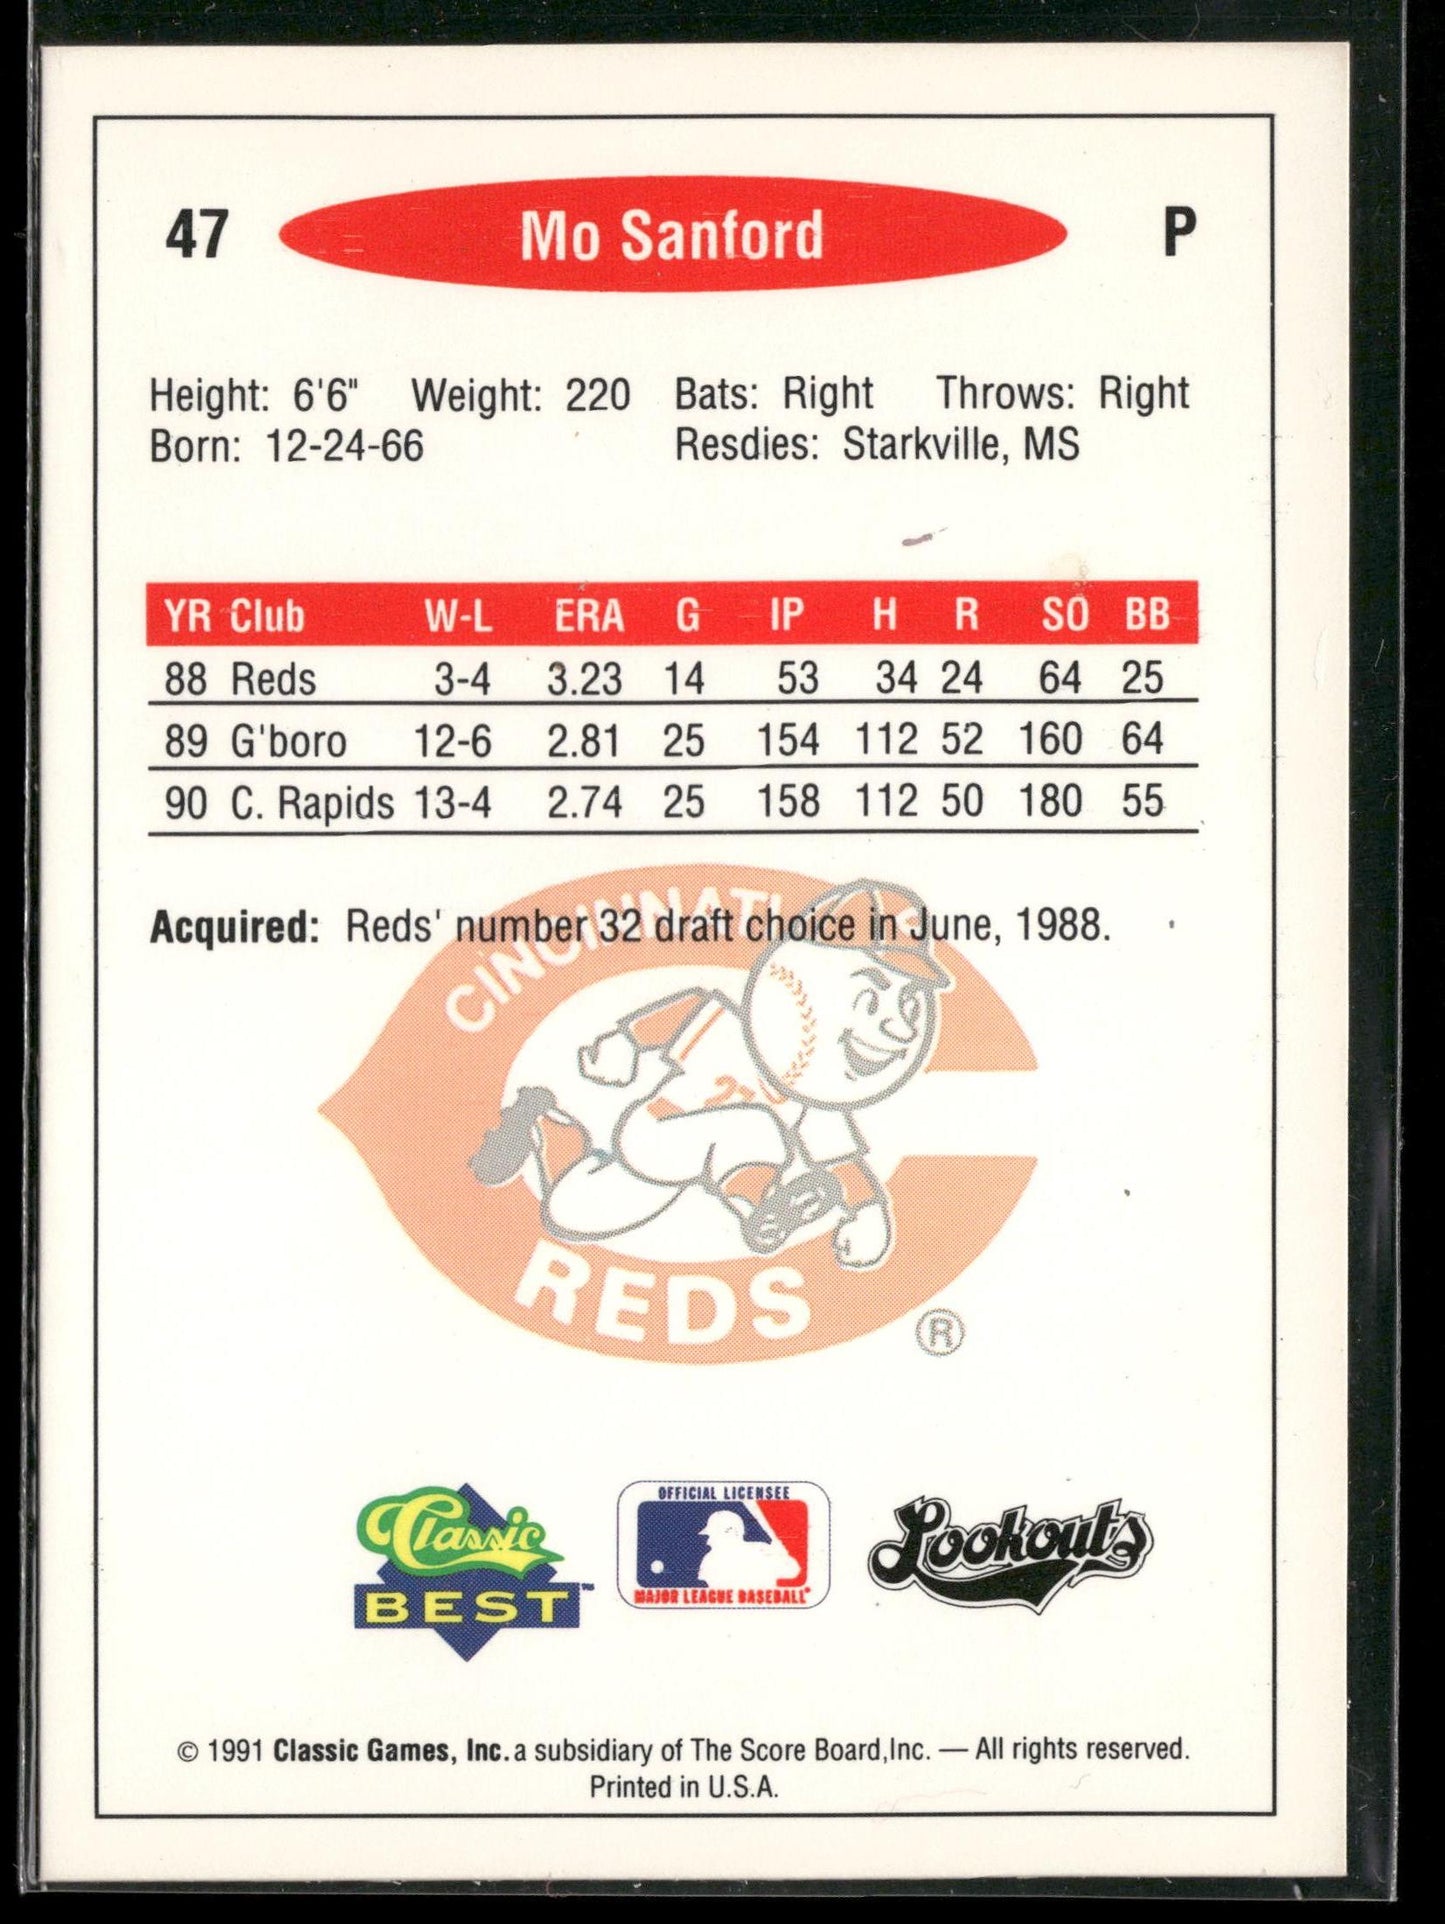 47 Mo Sanford P
Height: 6'6" Weight: 220 Bats: Right Throws: Right
Born: 12-24-66 Resdies: Starkville, MS
YR Club W-L ERA G IP H R SO BB
88 Reds 3-4 3.23 14 53 34 24 64 25
89 G'boro 12-6 2.81 25 154 112 52 160 64
90 C. Rapids 13-4 2.74 25 158 112 50 180 55
Acquired: Reds' number 32 draft choice in June, 1988.
CINCINNATI
REDS
®
Classic
BEST™
OFFICIAL LICENSEE
MAJOR LEAGUE BASEBALL
Lookouts
© 1991 Classic Games, Inc. a subsidiary of The Score Board,Inc. — All rights reserved.
Printed in U.S.A.